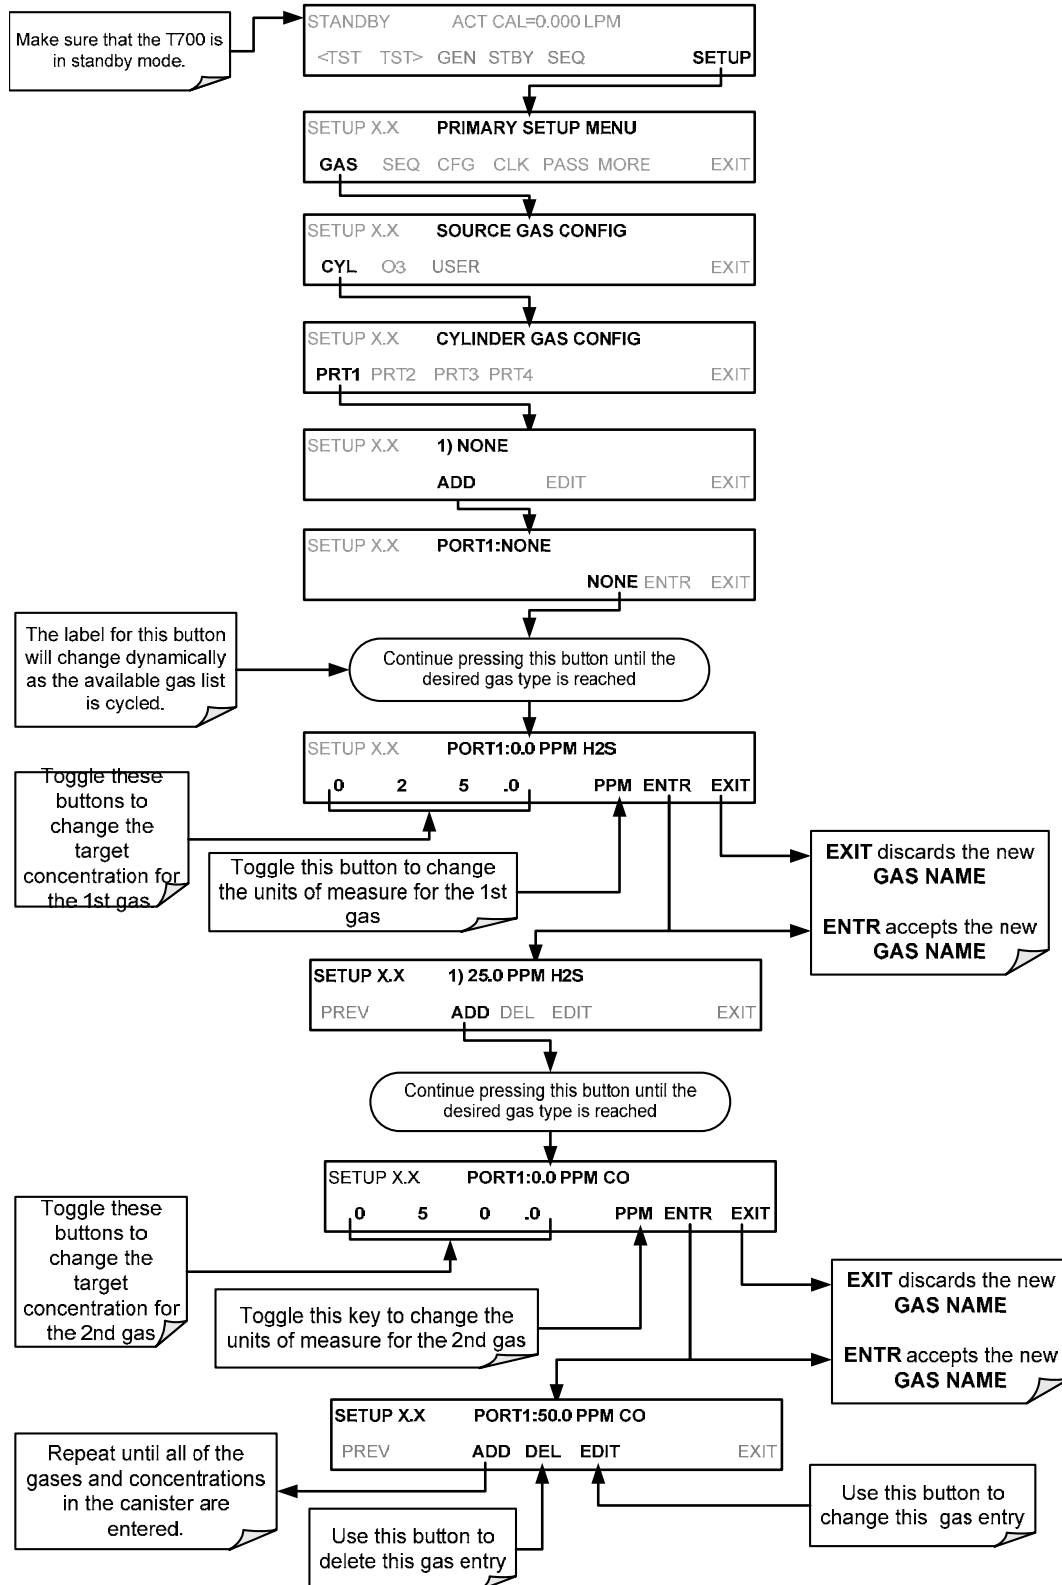 Make sure that the T700 is
in standby mode.
STANDBY ACT CAL=0.000 LPM
<TST TST> GEN STBY SEQ SETUP
SETUP X.X PRIMARY SETUP MENU
GAS SEQ CFG CLK PASS MORE EXIT
SETUP X.X SOURCE GAS CONFIG
CYL O3 USER EXIT
SETUP X.X CYLINDER GAS CONFIG
PRT1 PRT2 PRT3 PRT4 EXIT
SETUP X.X 1) NONE
ADD EDIT EXIT
SETUP X.X PORT1:NONE
NONE ENTR EXIT
The label for this button
will change dynamically
as the available gas list
is cycled.
Continue pressing this button until the
desired gas type is reached
SETUP X.X PORT1:0.0 PPM H2S
0 2 5 .0 PPM ENTR EXIT
Toggle these
buttons to
change the
target
concentration for
the 1st gas.
Toggle this button to change
the units of measure for the 1st
gas
EXIT discards the new
GAS NAME
ENTR accepts the new
GAS NAME
SETUP X.X 1) 25.0 PPM H2S
PREV ADD DEL EDIT EXIT
Continue pressing this button until the
desired gas type is reached
SETUP X.X PORT1:0.0 PPM CO
0 5 0 .0 PPM ENTR EXIT
Toggle these
buttons to
change the
target
concentration for
the 2nd gas
Toggle this key to change the
units of measure for the 2nd gas
EXIT discards the new
GAS NAME
ENTR accepts the new
GAS NAME
SETUP X.X PORT1:50.0 PPM CO
PREV ADD DEL EDIT EXIT
Repeat until all of the
gases and concentrations
in the canister are
entered.
Use this button to
delete this gas entry
Use this button to
change this gas entry